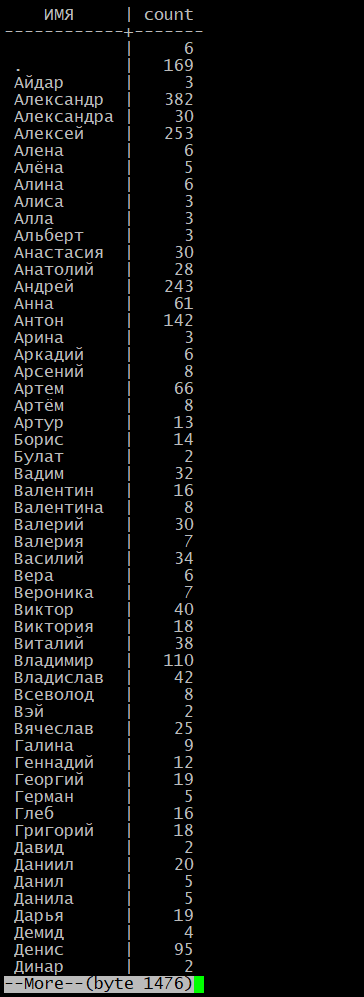 ИМЯ | count
------------+-------
| 6
. | 169
Айдар | 3
Александр | 382
Александра | 30
Алексей | 253
Алена | 6
Алёна | 5
Алина | 6
Алиса | 3
Алла | 3
Альберт | 3
Анастасия | 30
Анатолий | 28
Андрей | 243
Анна | 61
Антон | 142
Арина | 3
Аркадий | 6
Арсений | 8
Артем | 66
Артём | 8
Артур | 13
Борис | 14
Булат | 2
Вадим | 32
Валентин | 16
Валентина | 8
Валерий | 30
Валерия | 7
Василий | 34
Вера | 6
Вероника | 7
Виктор | 40
Виктория | 18
Виталий | 38
Владимир | 110
Владислав | 42
Всеволод | 8
Вэй | 2
Вячеслав | 25
Галина | 9
Геннадий | 12
Георгий | 19
Герман | 5
Глеб | 16
Григорий | 18
Давид | 2
Даниил | 20
Данил | 5
Данила | 5
Дарья | 19
Демид | 4
Денис | 95
Динар | 2
--More--(byte 1476)